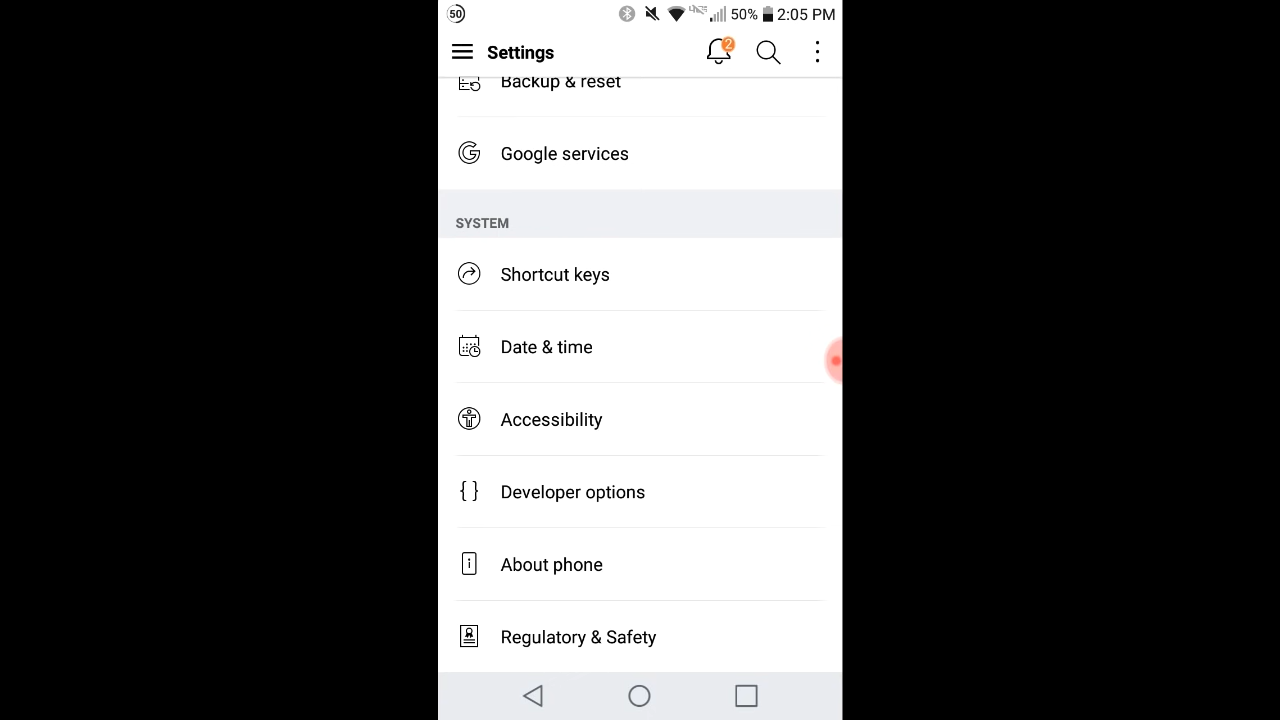 50 50% 2:05 PM
Settings 2
Backup & reset
Google services
SYSTEM
Shortcut keys
Date & time
Accessibility
Developer options
About phone
Regulatory & Safety